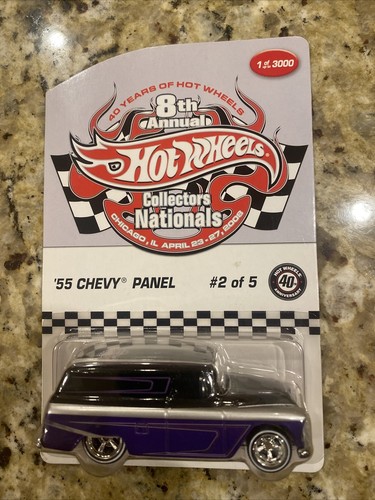 1 of 3000
40 YEARS OF HOT WHEELS
8th
Annual
Hot Wheels
Collectors
Nationals
CHICAGO, IL APRIL 23-27, 2008
'55 CHEVY® PANEL #2 of 5
HOT WHEELS
40
ANNIVERSARY